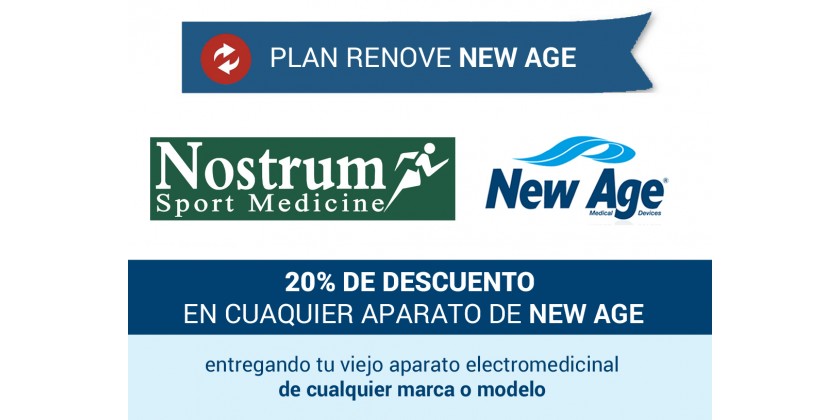 PLAN RENOVE NEW AGE
Nostrum
Sport Medicine
New Age®
Medical Devices
20% DE DESCUENTO
EN CUAQUIER APARATO DE NEW AGE
entregando tu viejo aparato electromedicinal
de cualquier marca o modelo